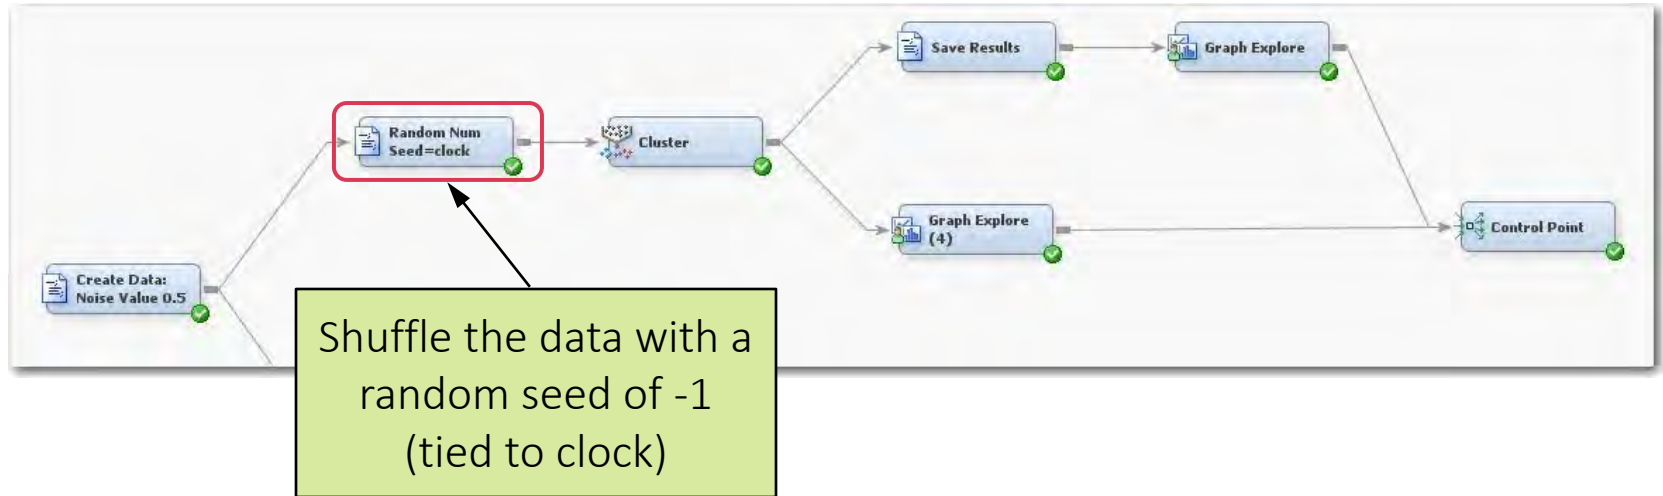 Save Results
Graph Explore
Random Num
Seed=clock
Cluster
Graph Explore
(4)
Control Point
Create Data:
Noise Value 0.5
Shuffle the data with a
random seed of -1
(tied to clock)